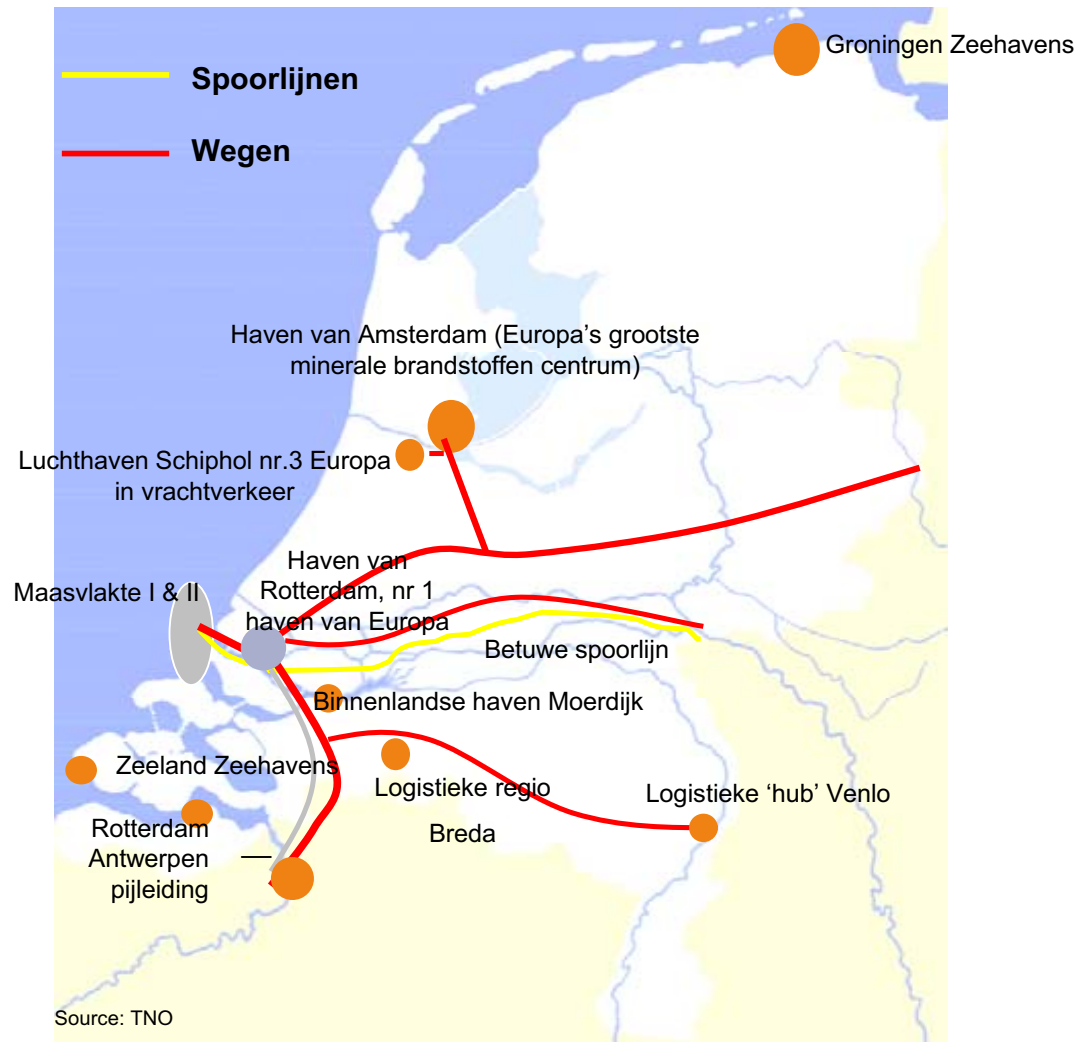 Groningen Zeehavens
Spoorlijnen
Wegen
Haven van Amsterdam (Europa’s grootste
minerale brandstoffen centrum)
Luchthaven Schiphol nr.3 Europa
in vrachtverkeer
Haven van
Rotterdam, nr 1
haven van Europa
Maasvlakte I & II
Betuwe spoorlijn
Binnenlandse haven Moerdijk
Zeeland Zeehavens
Logistieke regio
Breda
Logistieke ‘hub’ Venlo
Rotterdam
Antwerpen
pijleiding
Source: TNO